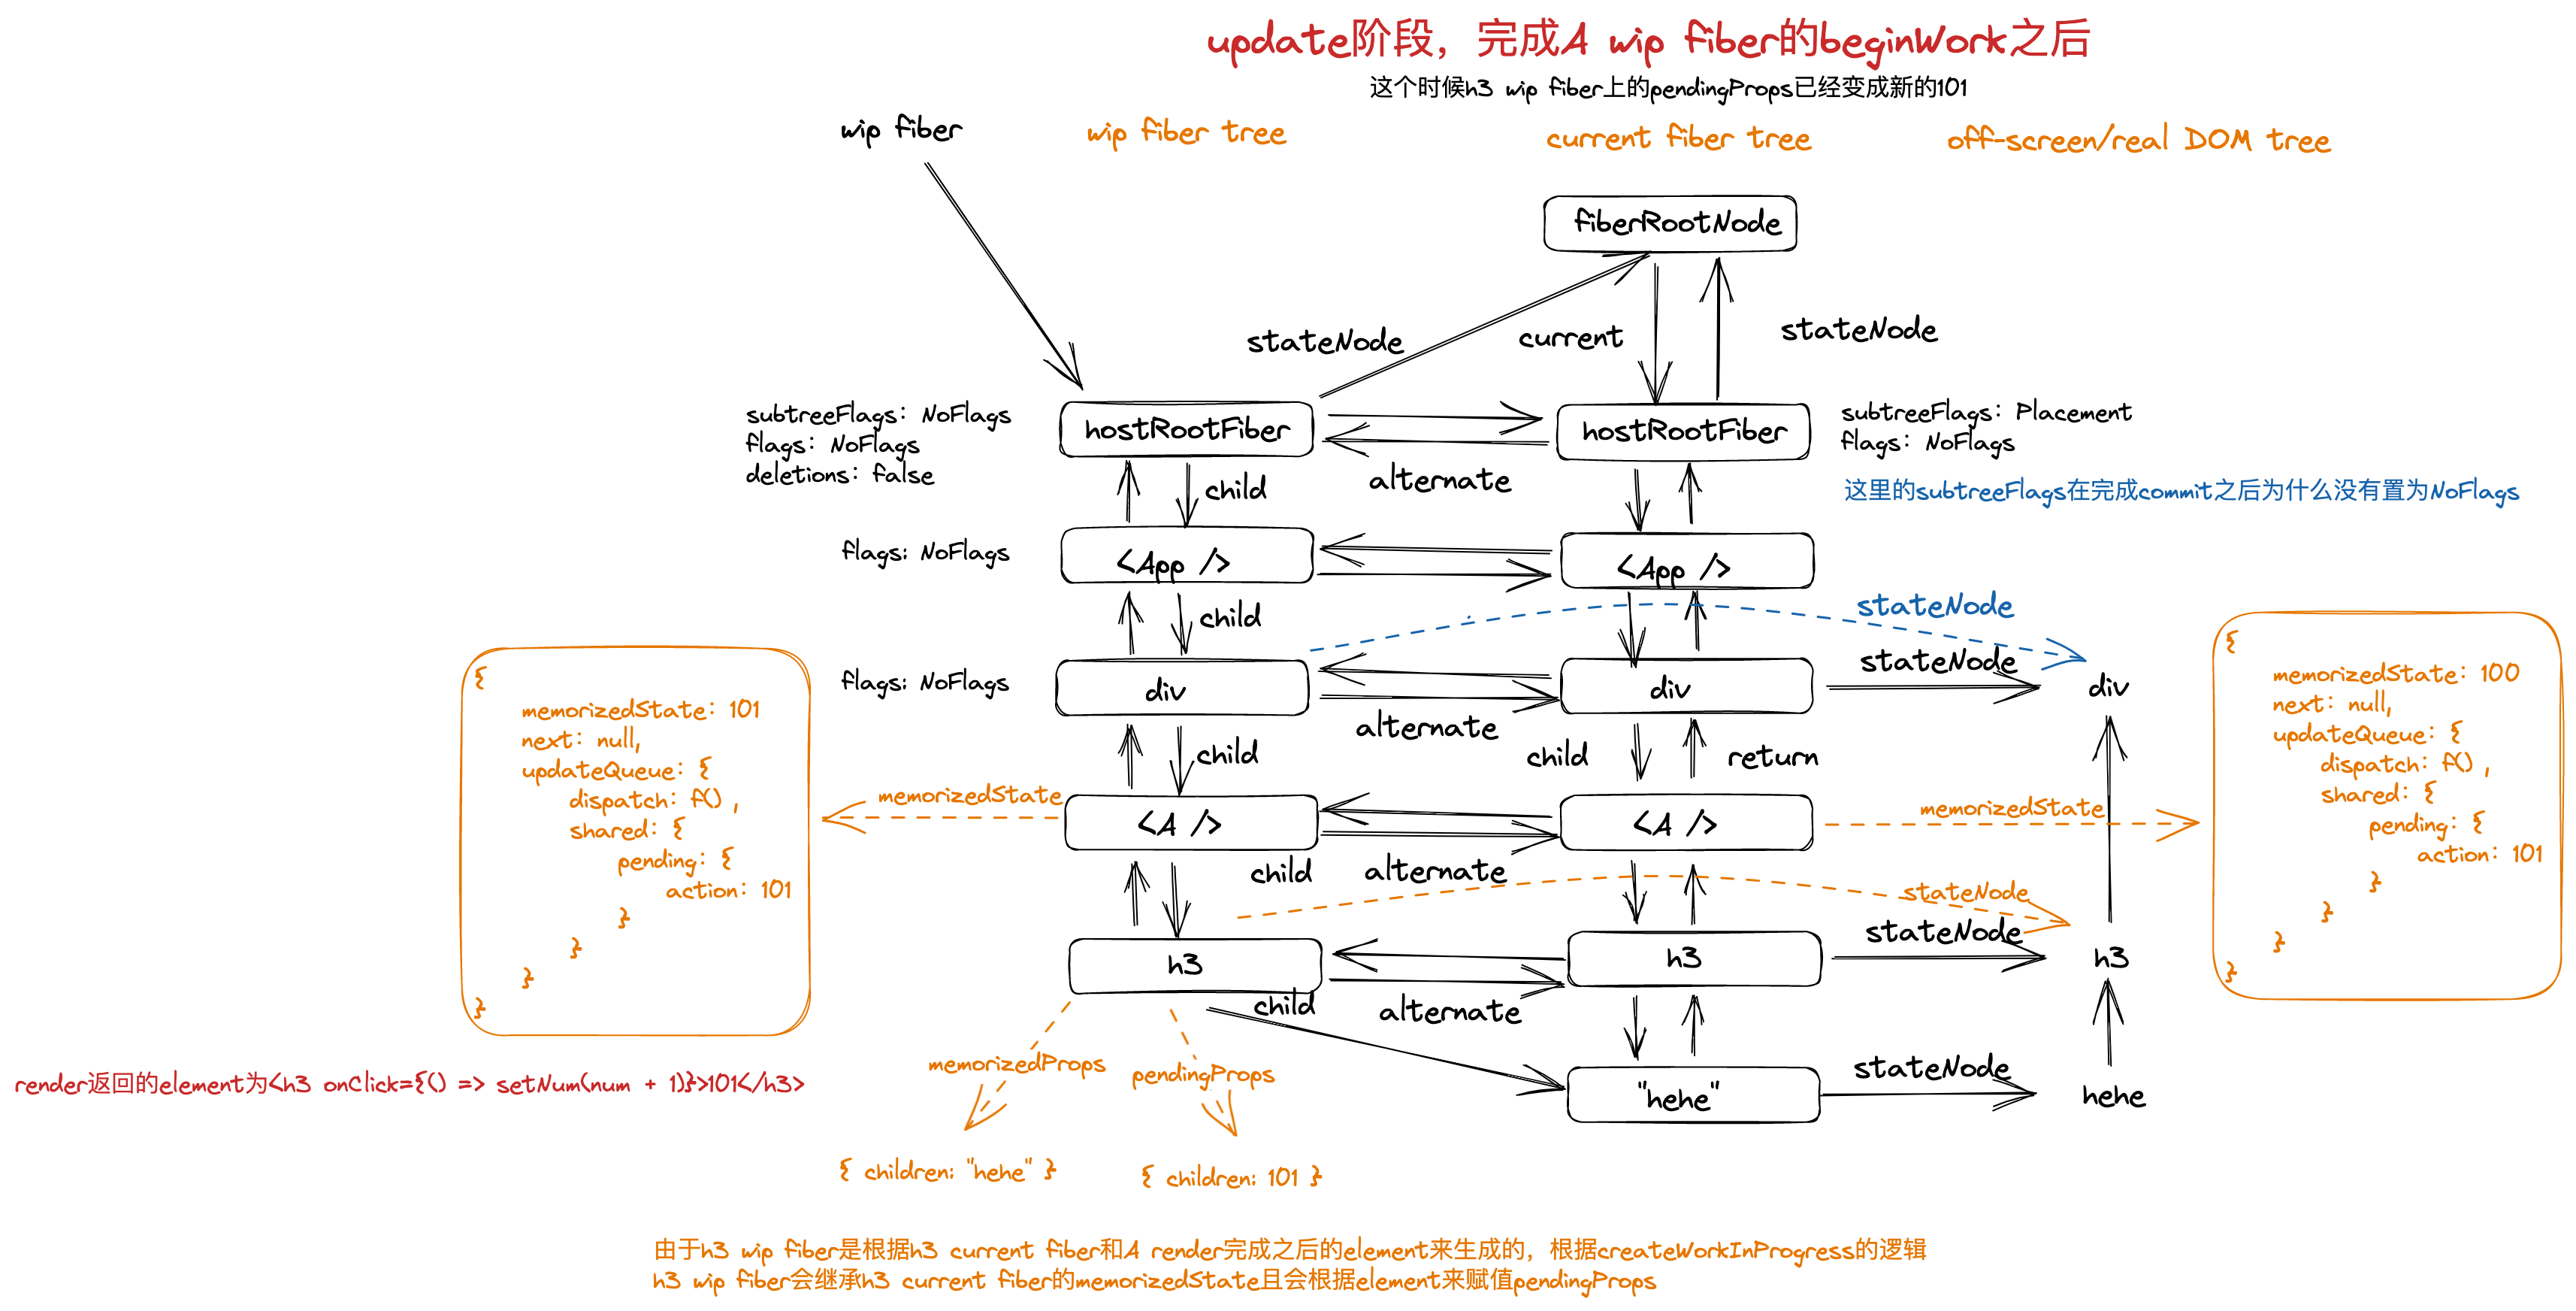 update阶段，完成A wip fiber的beginWork之后
这个时候h3 wip fiber上的pendingProps已经变成新的101
wip fiber
wip fiber tree
current fiber tree
off-screen/real DOM tree
fiberRootNode
stateNode
current
stateNode
subtreeFlags: NoFlags
flags: NoFlags
deletions: false
hostRootFiber
hostRootFiber
subtreeFlags: Placement
flags: NoFlags
child
alternate
这里的subtreeFlags在完成commit之后为什么没有置为NoFlags
flags: NoFlags
<App />
<App />
child
stateNode
flags: NoFlags
div
div
stateNode
div
alternate
child
child
return
{
memorizedState: 101
next: null,
updateQueue: {
dispatch: f() ,
shared: {
pending: {
action: 101
}
}
}
}
memorizedState
<A />
<A />
memorizedState
{
memorizedState: 100
next: null,
updateQueue: {
dispatch: f() ,
shared: {
pending: {
action: 101
}
}
}
}
child
alternate
stateNode
stateNode
h3
h3
h3
child
alternate
memorizedProps
pendingProps
stateNode
"hehe"
hehe
render返回的element为<h3 onClick={() => setNum(num + 1)}>101</h3>
{ children: "hehe" }
{ children: 101 }
由于h3 wip fiber是根据h3 current fiber和A render完成之后的element来生成的，根据createWorkInProgress的逻辑
h3 wip fiber会继承h3 current fiber的memorizedState且会根据element来赋值pendingProps